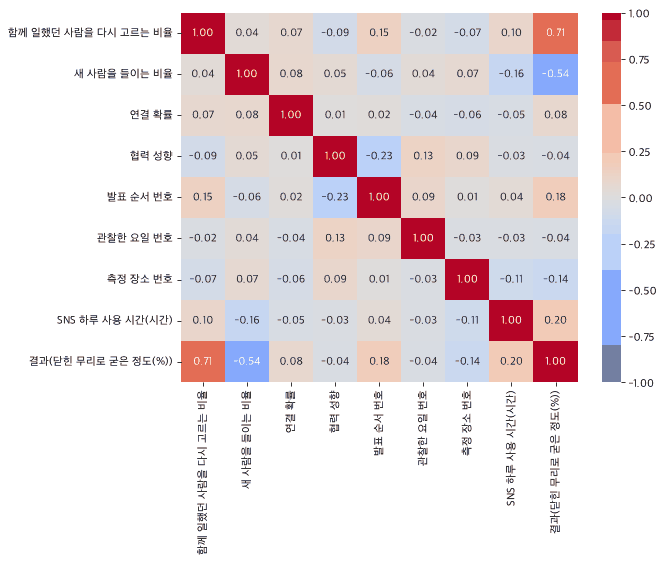 함께 일했던 사람을 다시 고르는 비율 1.00 0.04 0.07 -0.09 0.15 -0.02 -0.07 0.10 0.71
새 사람을 들이는 비율 0.04 1.00 0.08 0.05 -0.06 0.04 0.07 -0.16 -0.54
연결 확률 0.07 0.08 1.00 0.01 0.02 -0.04 -0.06 -0.05 0.08
협력 성향 -0.09 0.05 0.01 1.00 -0.23 0.13 0.09 -0.03 -0.04
발표 순서 번호 0.15 -0.06 0.02 -0.23 1.00 0.09 0.01 0.04 0.18
관찰한 요일 번호 -0.02 0.04 -0.04 0.13 0.09 1.00 -0.03 -0.03 -0.04
측정 장소 번호 -0.07 0.07 -0.06 0.09 0.01 -0.03 1.00 -0.11 -0.14
SNS 하루 사용 시간(시간) 0.10 -0.16 -0.05 -0.03 0.04 -0.03 -0.11 1.00 0.20
결과(닫힌 무리로 굳은 정도(%)) 0.71 -0.54 0.08 -0.04 0.18 -0.04 -0.14 0.20 1.00
함께 일했던 사람을 다시 고르는 비율
새 사람을 들이는 비율
연결 확률
협력 성향
발표 순서 번호
관찰한 요일 번호
측정 장소 번호
SNS 하루 사용 시간(시간)
결과(닫힌 무리로 굳은 정도(%))
1.00
0.75
0.50
0.25
0.00
-0.25
-0.50
-0.75
-1.00